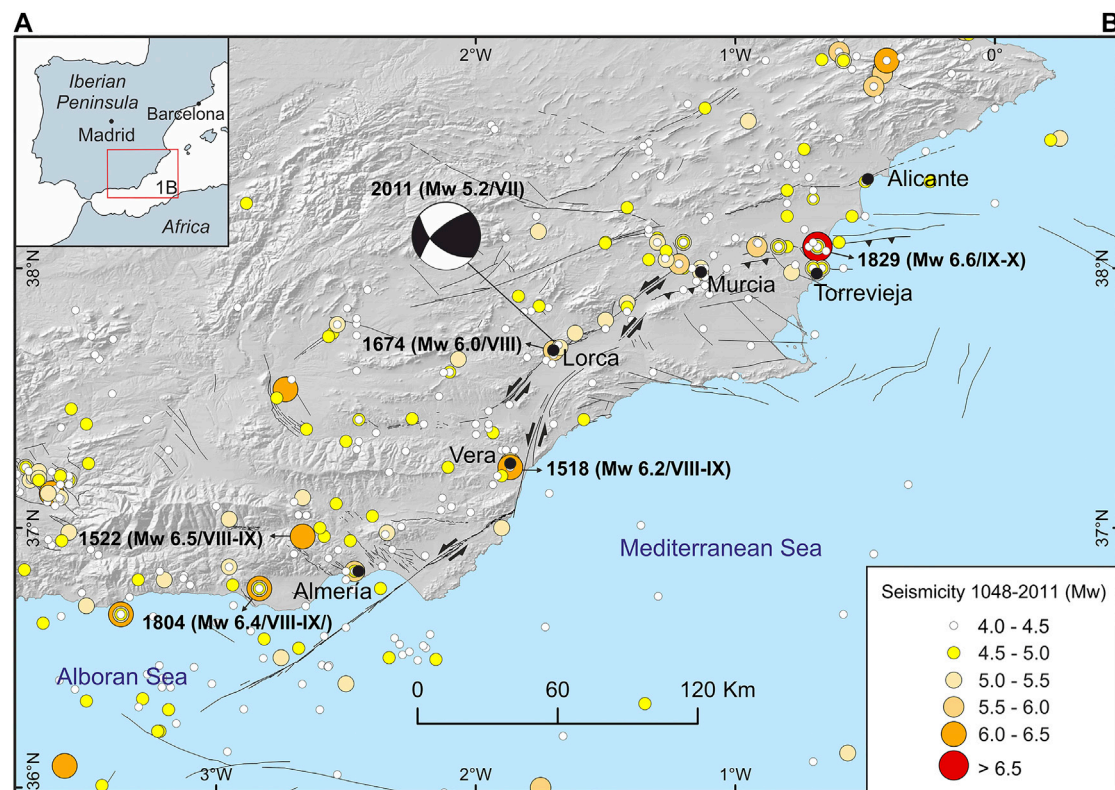 A
B
2°W
1°W
0°
Iberian
Peninsula
Barcelona
Madrid
1B
Africa
2011 (Mw 5.2/VII)
Alicante
38°N
1829 (Mw 6.6/IX-X)
38°N
Murcia
Torrevieja
1674 (Mw 6.0/VIII)
Lorca
Vera
1518 (Mw 6.2/VIII-IX)
37°N
37°N
1522 (Mw 6.5/VIII-IX)
Mediterranean Sea
Almería
1804 (Mw 6.4/VIII-IX/)
Alboran Sea
0
60
120 Km
Seismicity 1048-2011 (Mw)
4.0 - 4.5
4.5 - 5.0
5.0 - 5.5
5.5 - 6.0
6.0 - 6.5
> 6.5
36°N
3°W
2°W
1°W